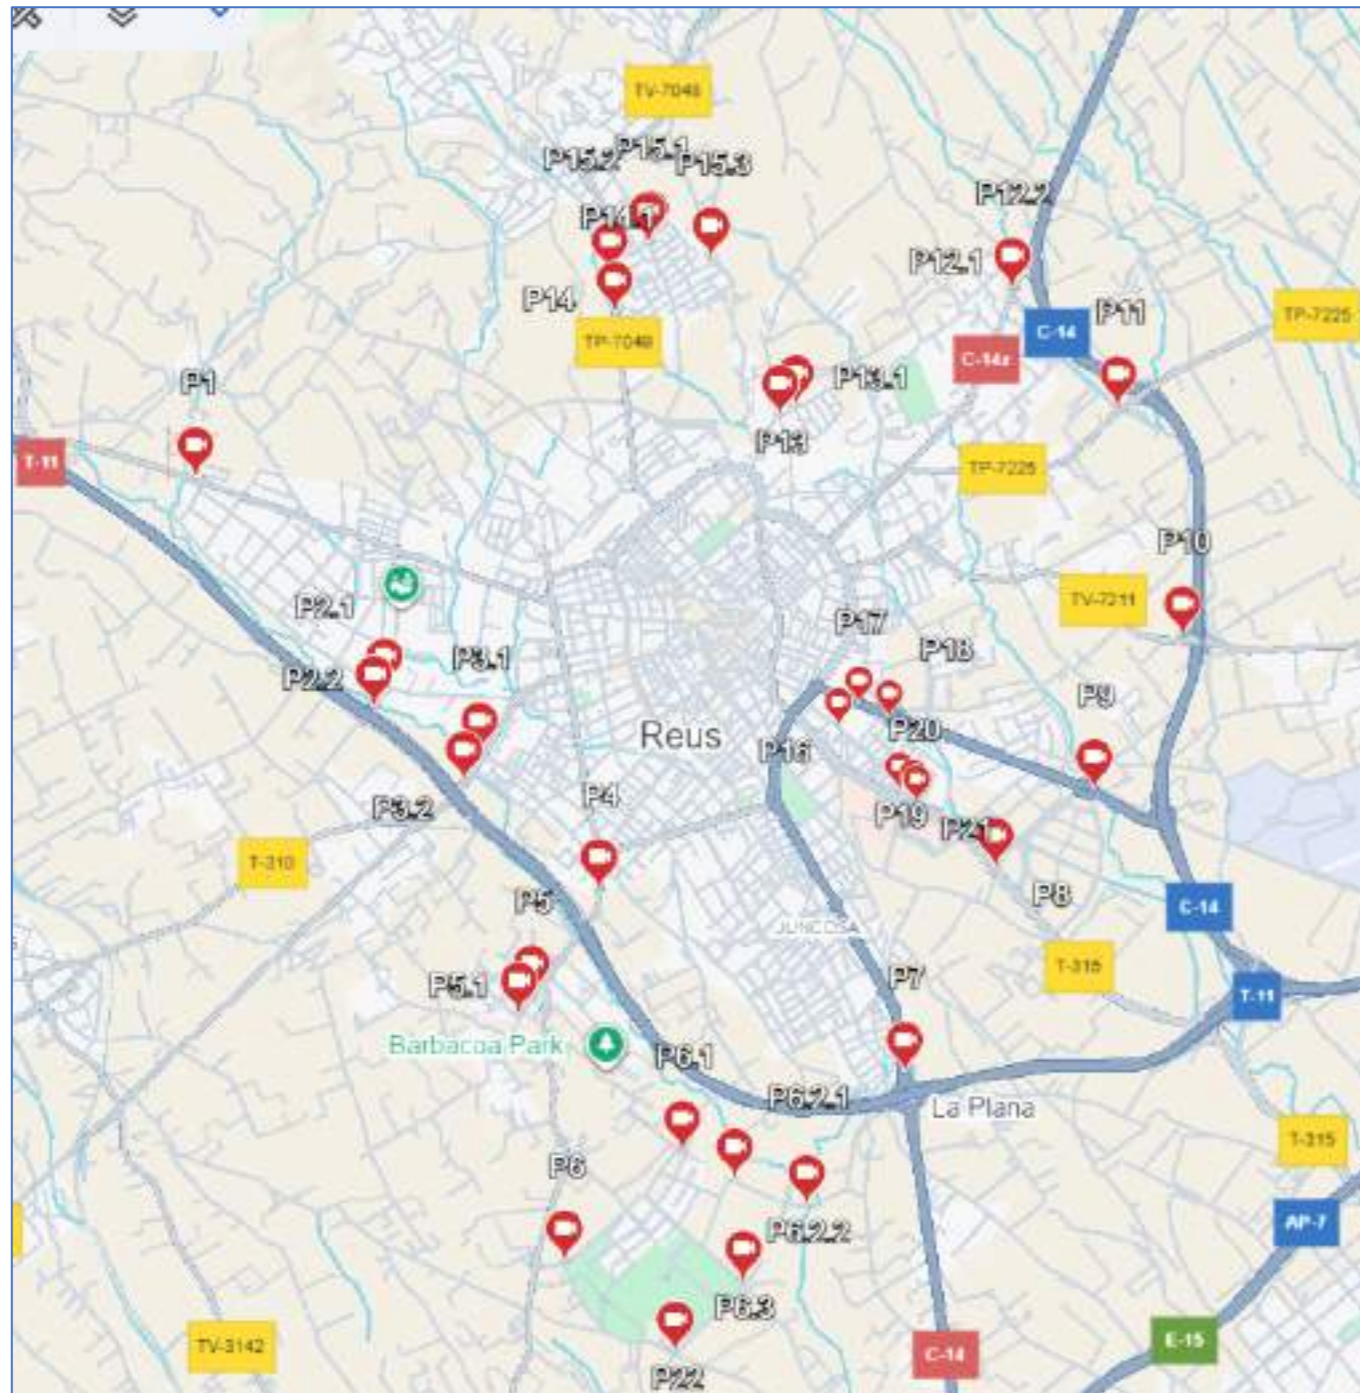 TV-7048
P15.1
P15.2
P15.3
P12.2
P14.1
P12.1
P14
P11
TP-7225
C-14
TP-7049
C-14z
P1
P13.1
P13
T-11
TP-7225
P10
TV-7211
P2.1
P17
P3.1
P18
P2.2
P9
Reus
P20
P16
P4
P3.2
P19
P21
T-310
P5
P8
C-14
JUNCOSA
T-315
P7
P5.1
T-11
Barbacoa Park
P6.1
P6.2.1
La Plana
T-315
P6
AP-7
P6.2.2
P6.3
E-15
TV-3142
C-14
P22